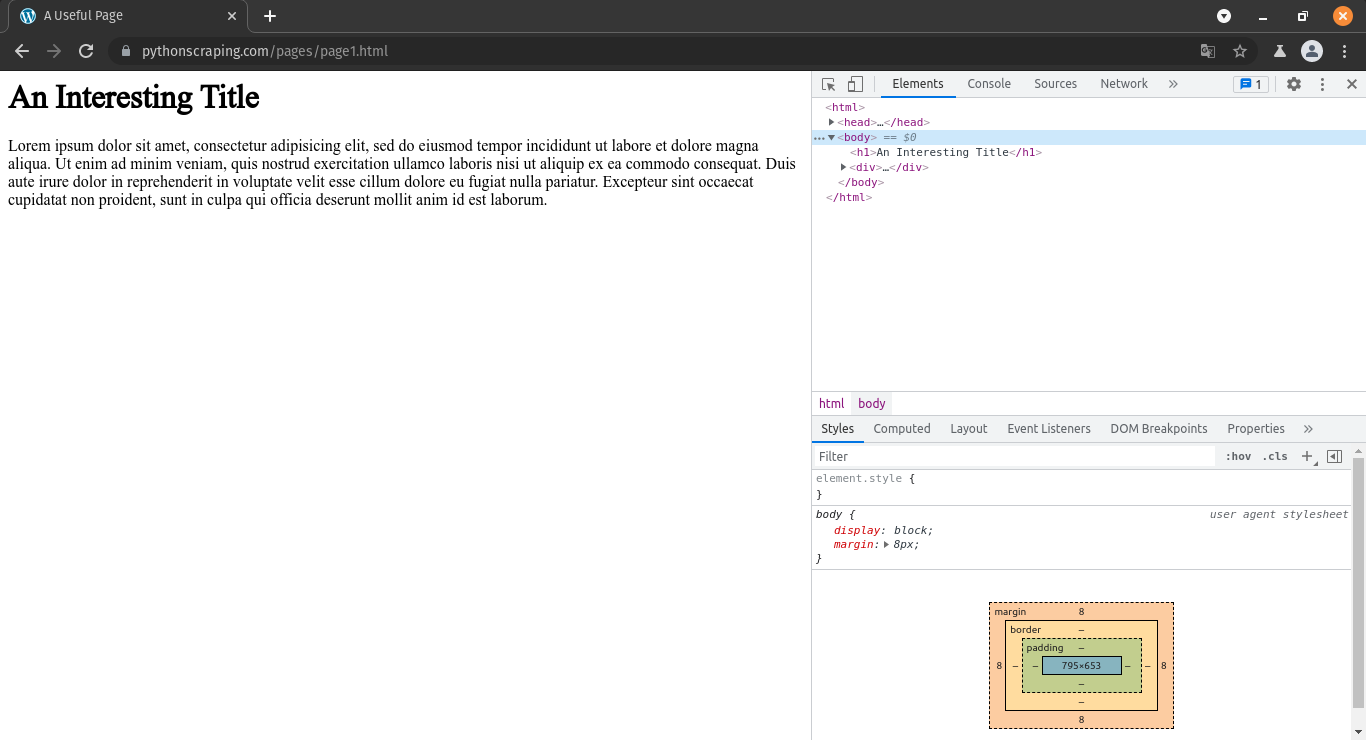 A Useful Page
pythonscraping.com/pages/page1.html
An Interesting Title
Lorem ipsum dolor sit amet, consectetur adipisicing elit, sed do eiusmod tempor incididunt ut labore et dolore magna
aliqua. Ut enim ad minim veniam, quis nostrud exercitation ullamco laboris nisi ut aliquip ex ea commodo consequat. Duis
aute irure dolor in reprehenderit in voluptate velit esse cillum dolore eu fugiat nulla pariatur. Excepteur sint occaecat
cupidatat non proident, sunt in culpa qui officia deserunt mollit anim id est laborum.
Elements Console Sources Network » 1
<html>
<head>…</head>
<body> == $0
<h1>An Interesting Title</h1>
<div>…</div>
</body>
</html>
html body
Styles Computed Layout Event Listeners DOM Breakpoints Properties »
Filter :hov .cls +
element.style {
}
body { user agent stylesheet
display: block;
margin: 8px;
}
margin 8
border –
padding –
8 – – 795×653 – – 8
–
–
8